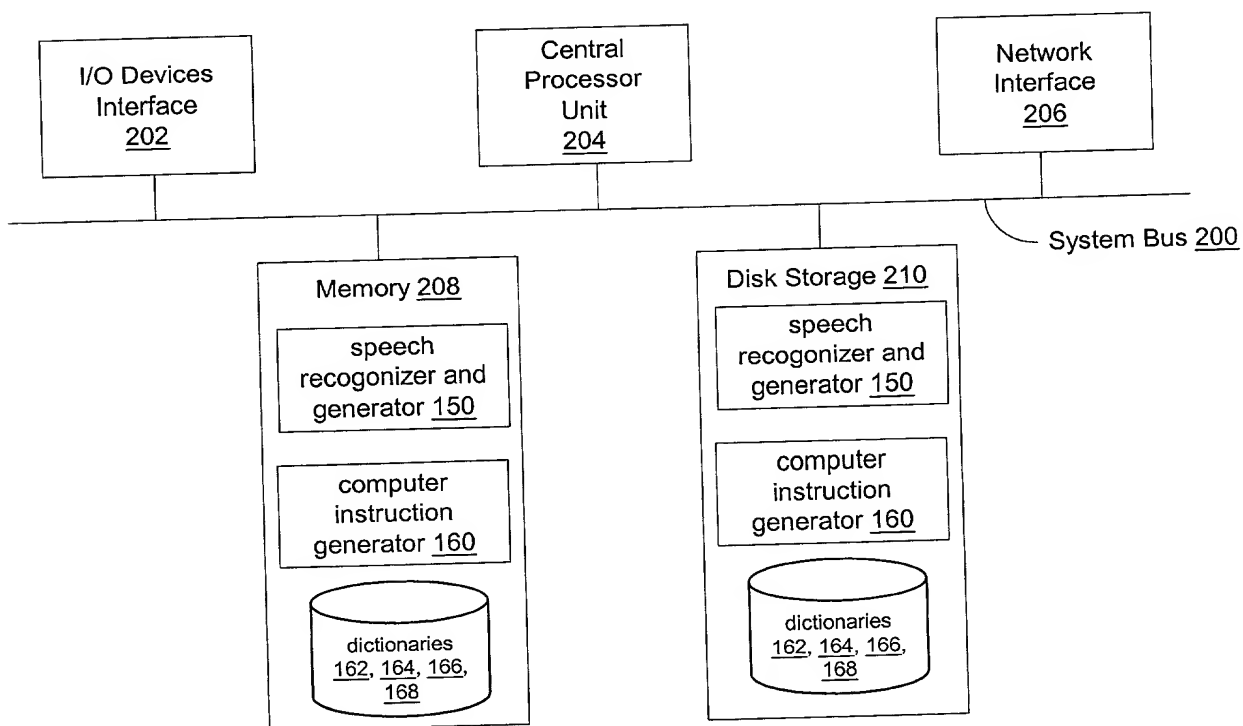 I/O Devices
Interface
202
Central
Processor
Unit
204
Network
Interface
206
System Bus 200
Memory 208
speech
recogonizer and
generator 150
computer
instruction
generator 160
dictionaries
162, 164, 166,
168
Disk Storage 210
speech
recogonizer and
generator 150
computer
instruction
generator 160
dictionaries
162, 164, 166,
168